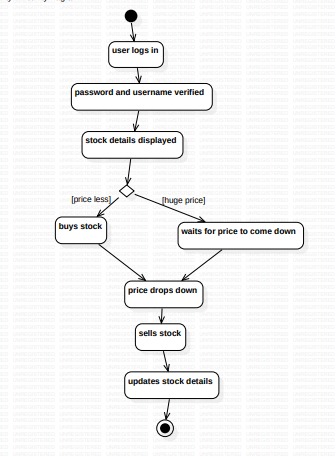 user logs in
password and username verified
stock details displayed
[price less]
[huge price]
buys stock
waits for price to come down
price drops down
sells stock
updates stock details